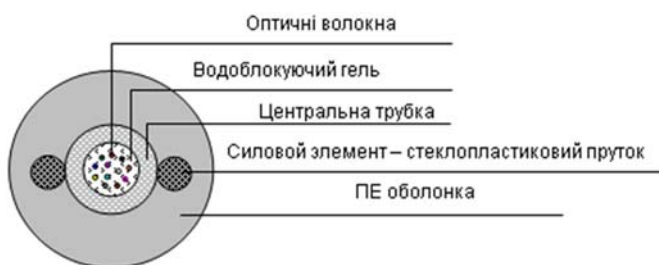 Оптичні волокна
Водоблокуючий гель
Центральна трубка
Силовой элемент – стеклопластиковий пруток
ПЕ оболонка